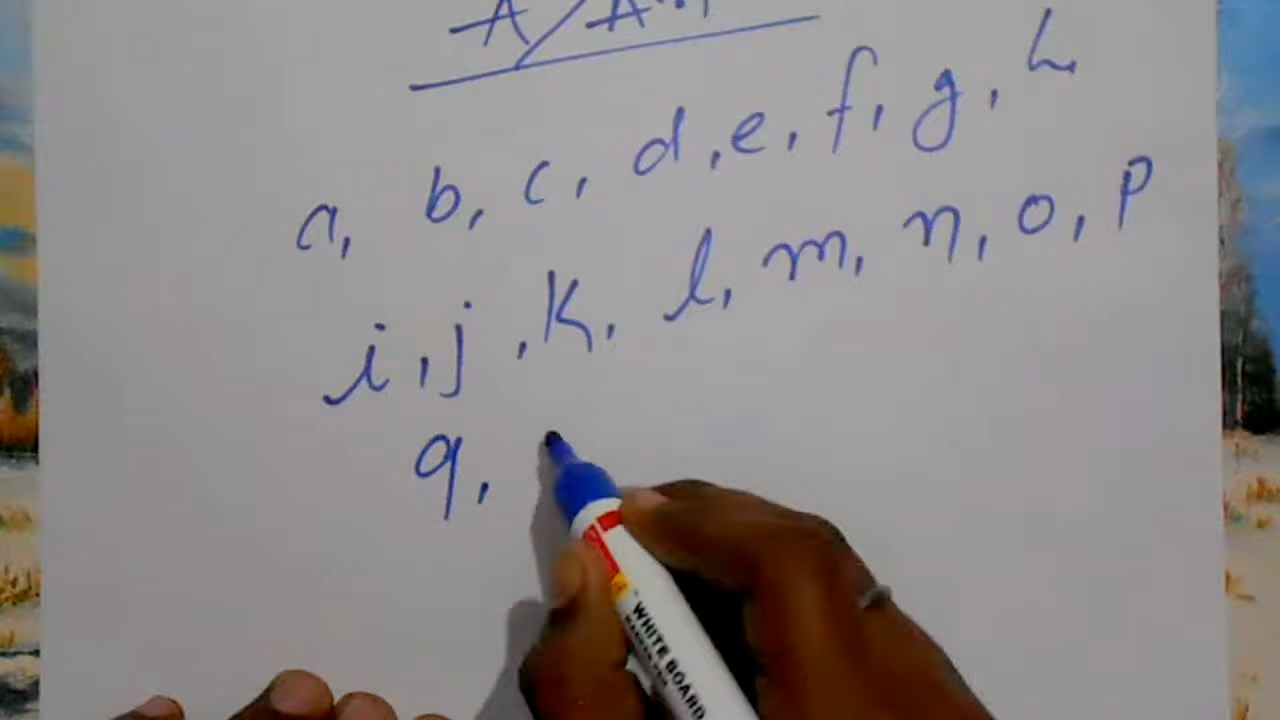 a, b, c, d, e, f, g, h
i, j, k, l, m, n, o, p
q,
WHITE BOARD